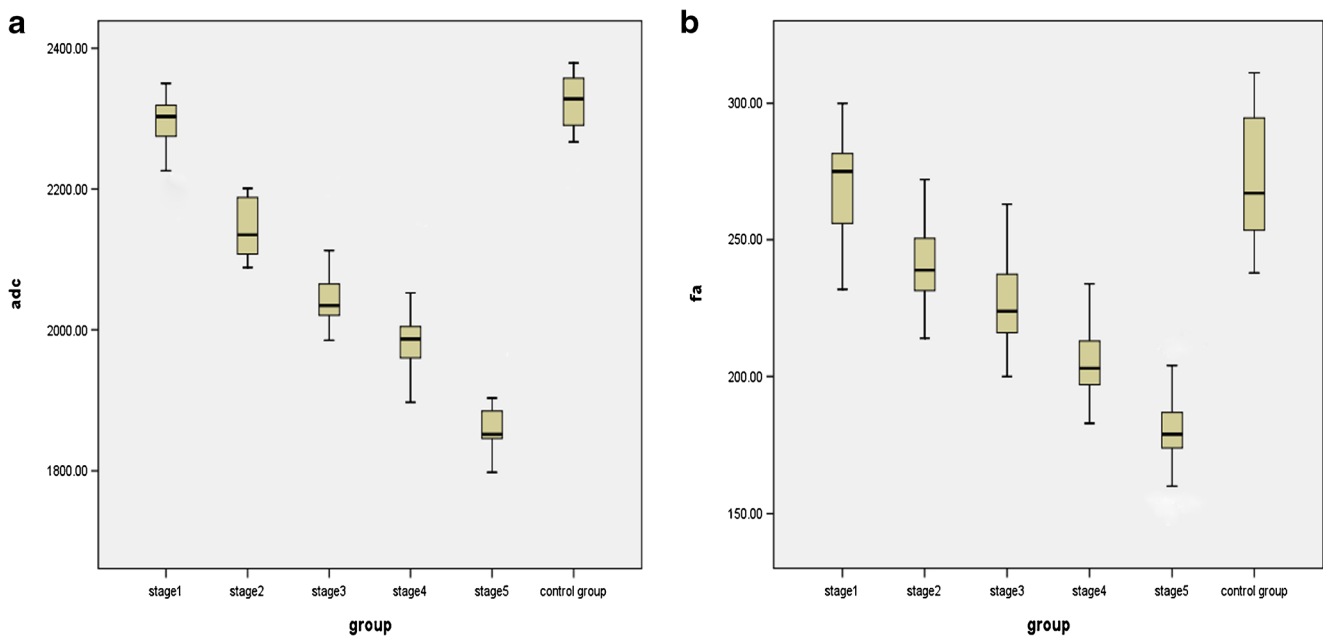 a
2400.00
2200.00
2000.00
1800.00
adc
stage1 stage2 stage3 stage4 stage5 control group
group
b
300.00
250.00
200.00
150.00
fa
stage1 stage2 stage3 stage4 stage5 control group
group